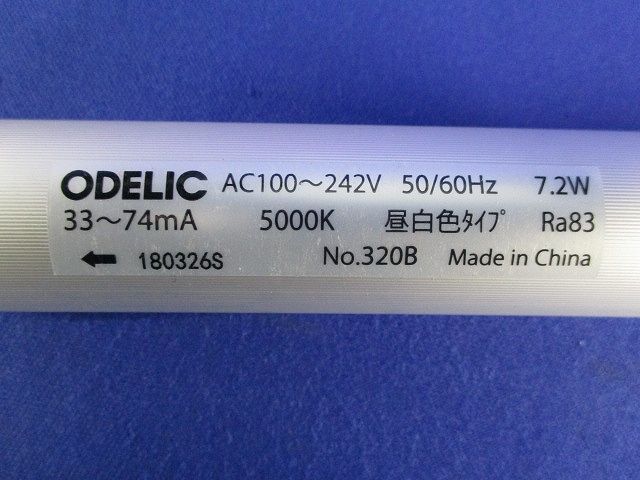 ODELIC AC100～242V 50/60Hz 7.2W
33～74mA 5000K 昼白色ﾀｲﾌﾟ Ra83
← 180326S No.320B Made in China